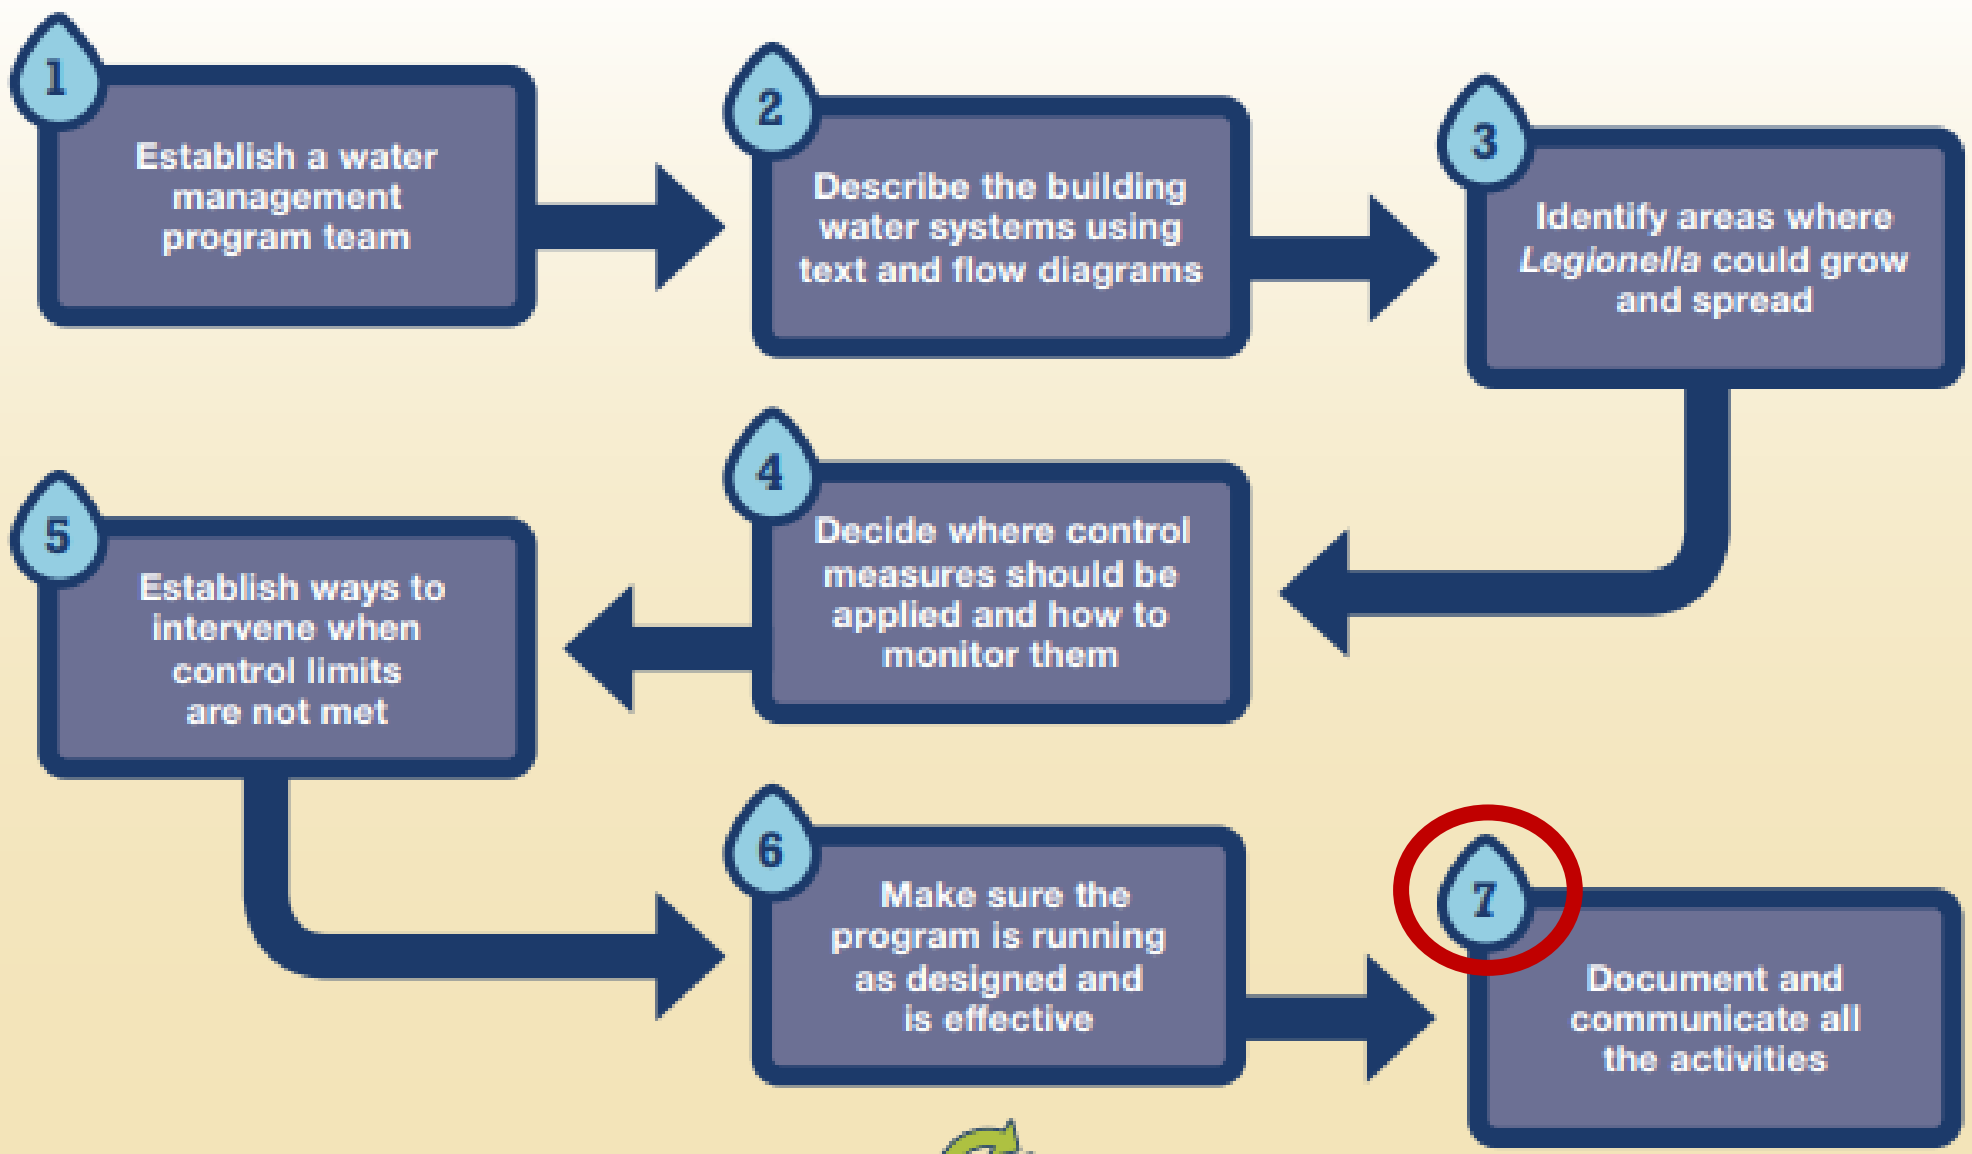 1
Establish a water
management
program team
2
Describe the building
water systems using
text and flow diagrams
3
Identify areas where
Legionella could grow
and spread
4
Decide where control
measures should be
applied and how to
monitor them
5
Establish ways to
intervene when
control limits
are not met
6
Make sure the
program is running
as designed and
is effective
7
Document and
communicate all
the activities